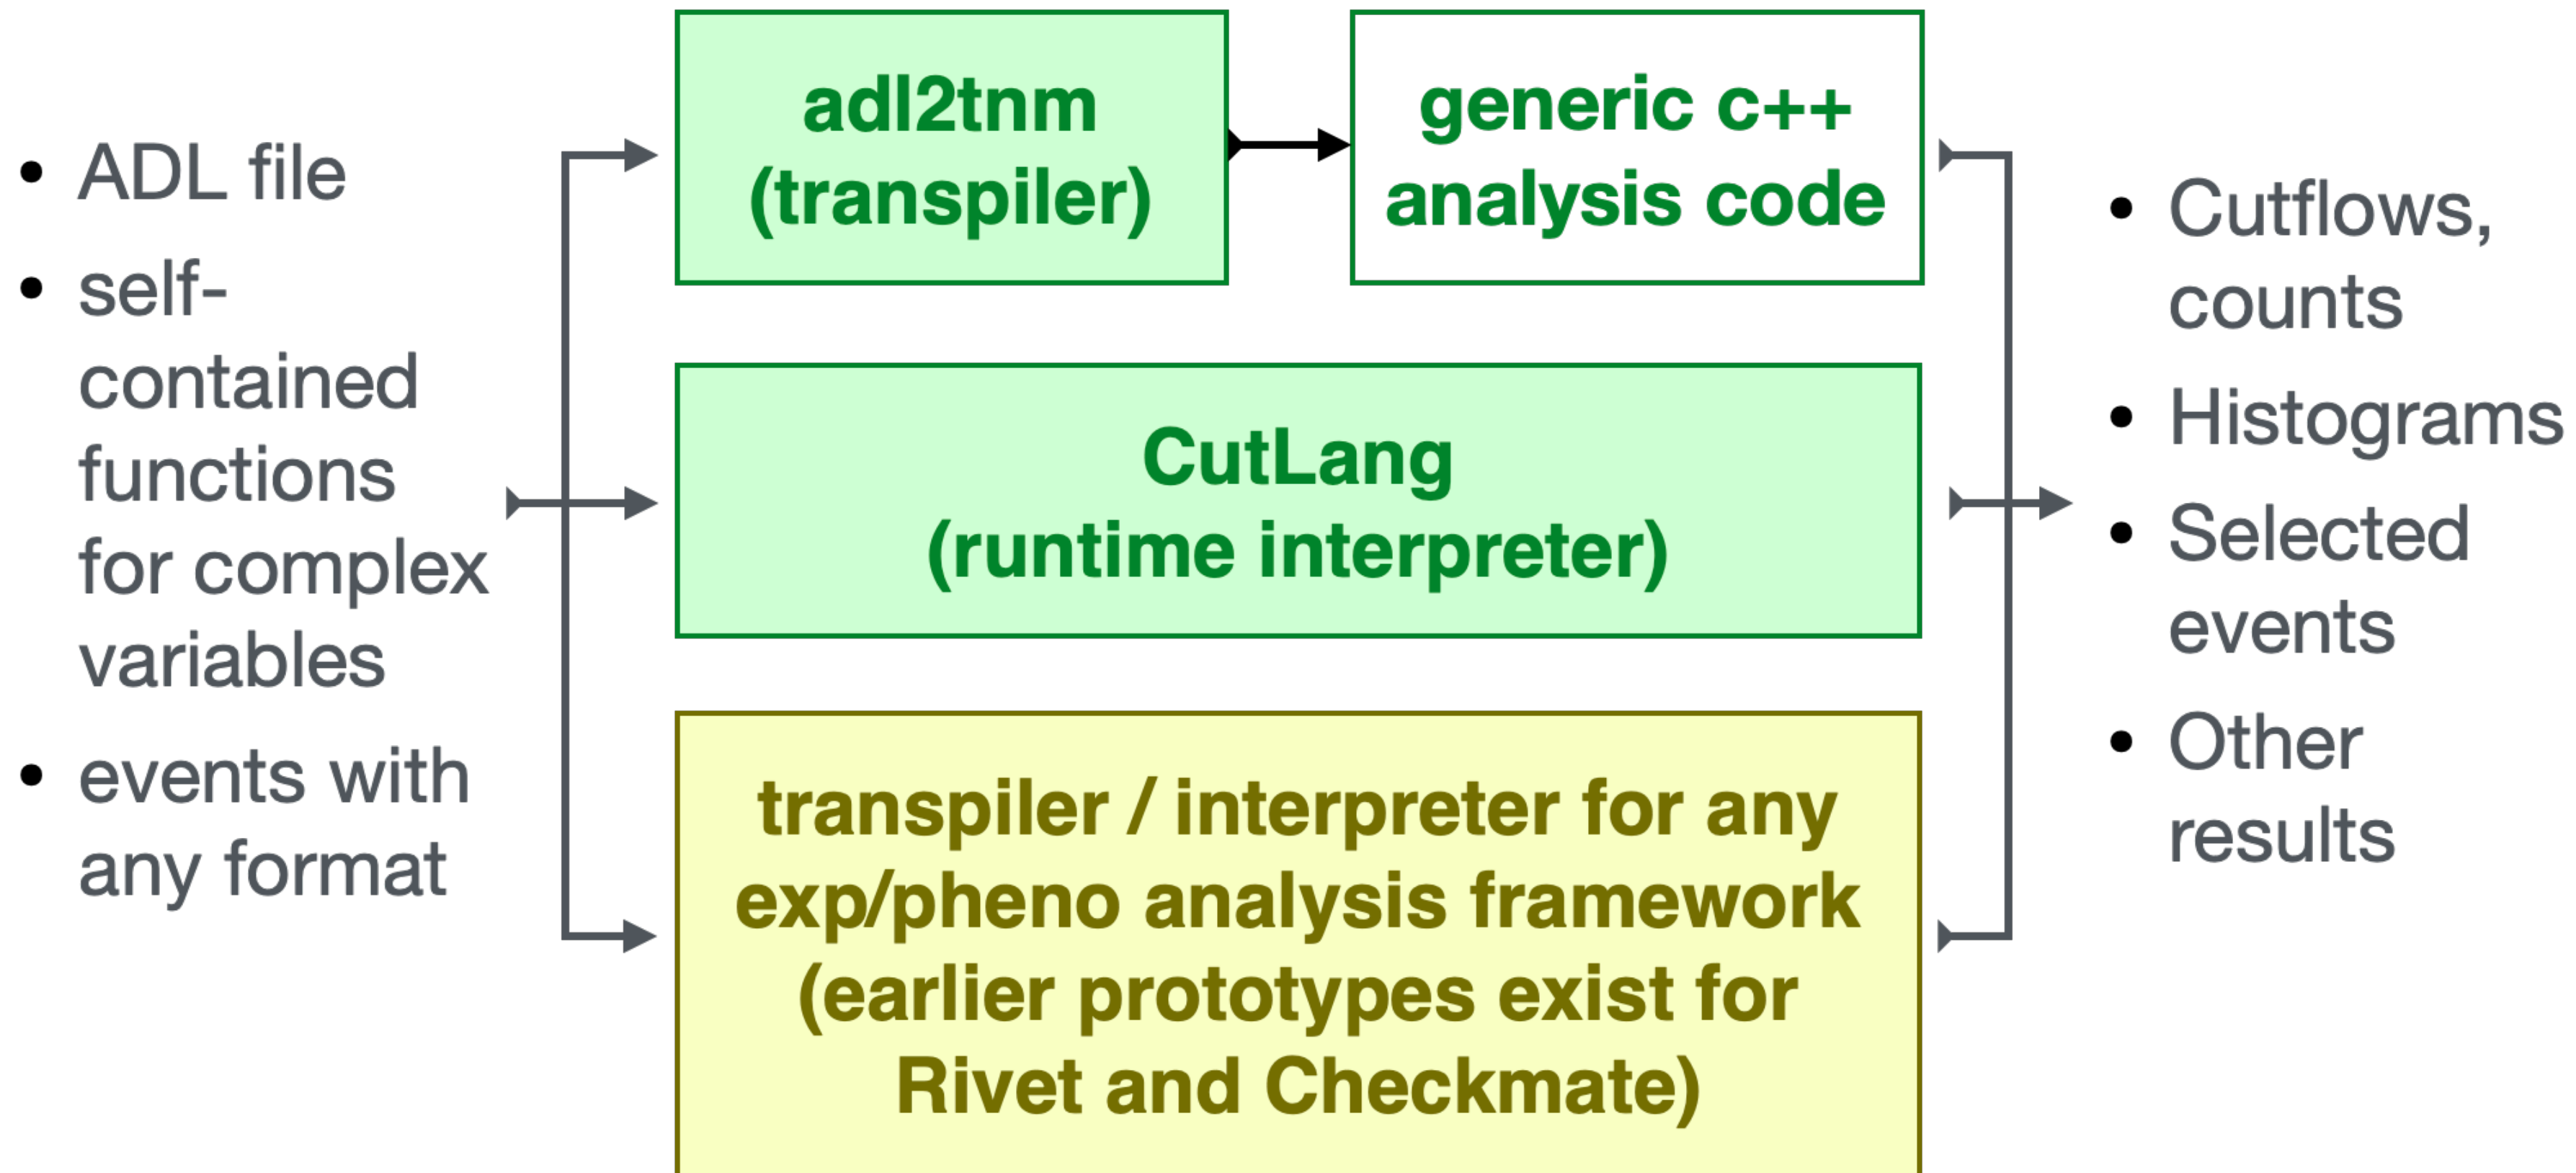 • ADL file
• self-
contained
functions
for complex
variables
• events with
any format
adl2tnm
(transpiler)
generic c++
analysis code
CutLang
(runtime interpreter)
transpiler / interpreter for any
exp/pheno analysis framework
(earlier prototypes exist for
Rivet and Checkmate)
• Cutflows,
counts
• Histograms
• Selected
events
• Other
results